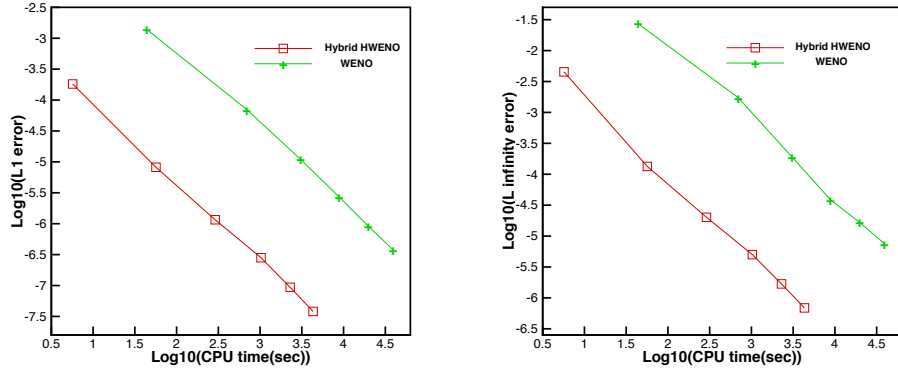 -2.5
-3
-3.5
-4
-4.5
-5
-5.5
-6
-6.5
-7
-7.5
Log10(L1 error)
Hybrid HWENO
WENO
0.5 1 1.5 2 2.5 3 3.5 4 4.5
Log10(CPU time(sec))
-1
-1.5
-2
-2.5
-3
-3.5
-4
-4.5
-5
-5.5
-6
-6.5
Log10(L infinity error)
Hybrid HWENO
WENO
0.5 1 1.5 2 2.5 3 3.5 4 4.5
Log10(CPU time(sec))